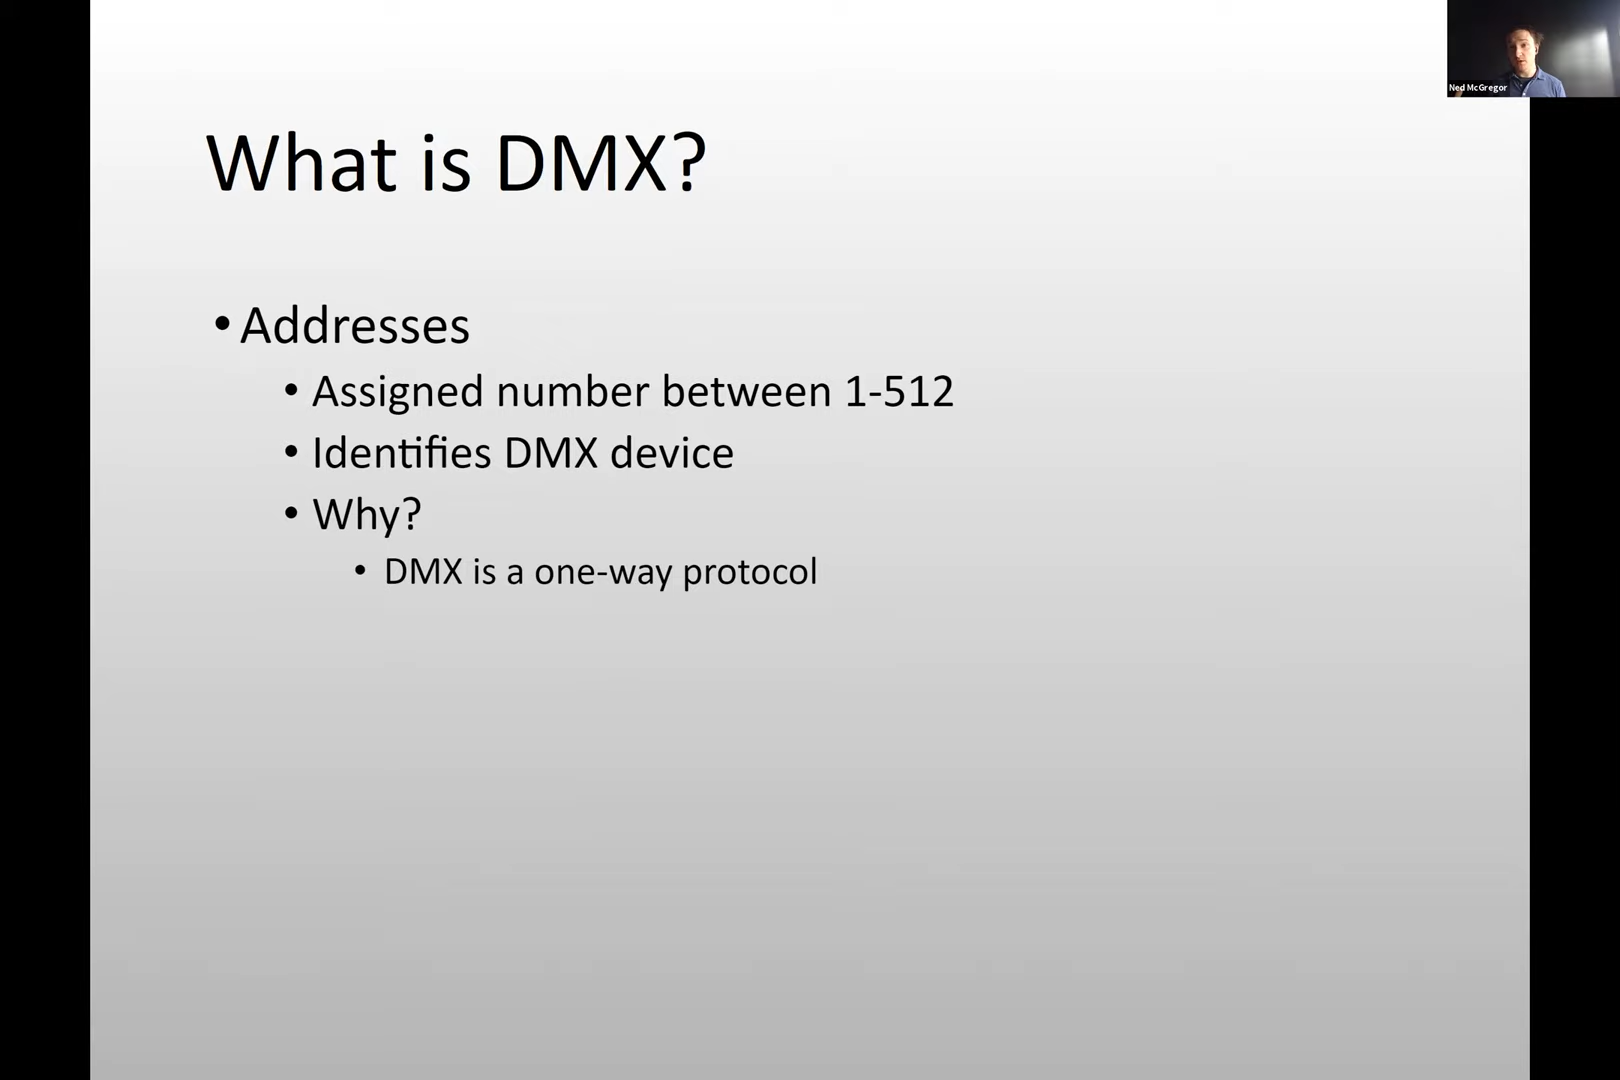 Ned McGregor
What is DMX?
• Addresses
• Assigned number between 1-512
• Identifies DMX device
• Why?
• DMX is a one-way protocol